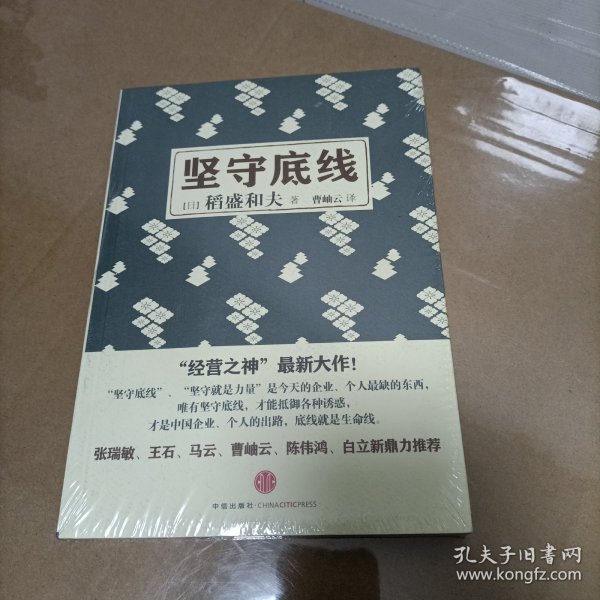 坚守底线
[日] 稻盛和夫 著 曹岫云 译
“经营之神”最新大作！
“坚守底线”、“坚守就是力量”是今天的企业、个人最缺的东西，
唯有坚守底线，才能抵御各种诱惑，
才是中国企业、个人的出路，底线就是生命线。
张瑞敏、王石、马云、曹岫云、陈伟鸿、白立新鼎力推荐
中信出版社·CHINACITICPRESS
孔夫子旧书网
www.kongfz.com